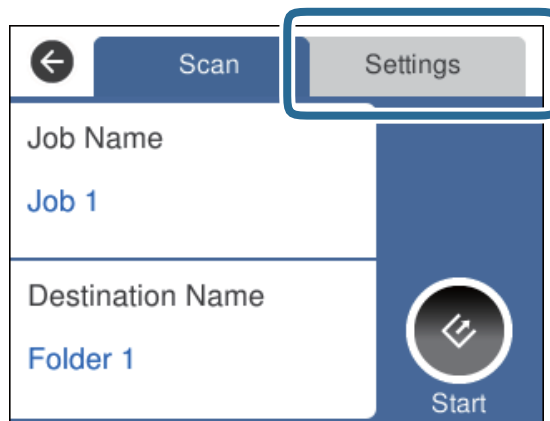 Scan
Settings
Job Name
Job 1
Destination Name
Folder 1
Start